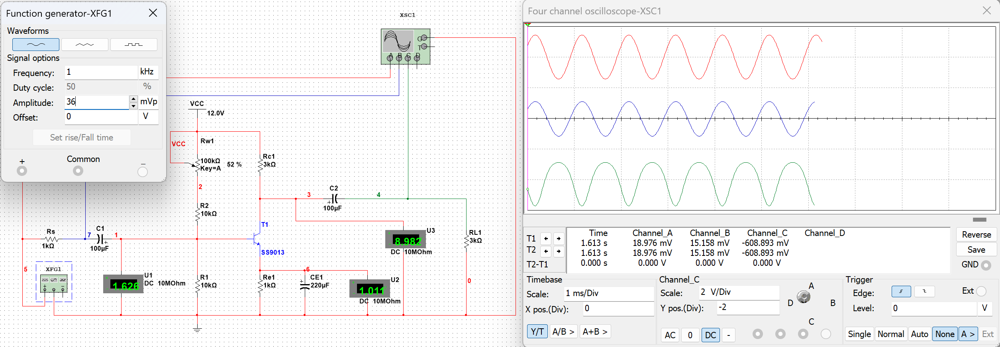 Function generator-XFG1
Waveforms
Signal options
Frequency: 1 kHz
Duty cycle: 50 %
Amplitude: 36 mVp
Offset: 0 V
Set rise/Fall time
+ Common –
XSC1
G
T
A B C D
VCC
12.0V
VCC
Rw1
100kΩ
Key=A
52 %
Rc1
3kΩ
2
R2
10kΩ
3
C2
+
100µF
4
T1
SS9013
Rs
1kΩ
7
C1
+
100µF
1
5
XFG1
+ –
U1
1.626
DC 10MOhm
R1
10kΩ
Re1
1kΩ
6
CE1
+
220µF
U2
1.011
DC 10MOhm
U3
8.982
DC 10MOhm
RL1
3kΩ
0
Four channel oscilloscope-XSC1
Time Channel_A Channel_B Channel_C Channel_D
T1 1.613 s 18.976 mV 15.158 mV -608.893 mV
T2 1.613 s 18.976 mV 15.158 mV -608.893 mV
T2-T1 0.000 s 0.000 V 0.000 V 0.000 V
Reverse
Save
GND
Timebase
Scale: 1 ms/Div
X pos.(Div): 0
Y/T A/B > A+B >
Channel_C
Scale: 2 V/Div
Y pos.(Div): -2
AC 0 DC -
A
B
C
D
Trigger
Edge: Ext
Level: 0 V
Single Normal Auto None A > Ext